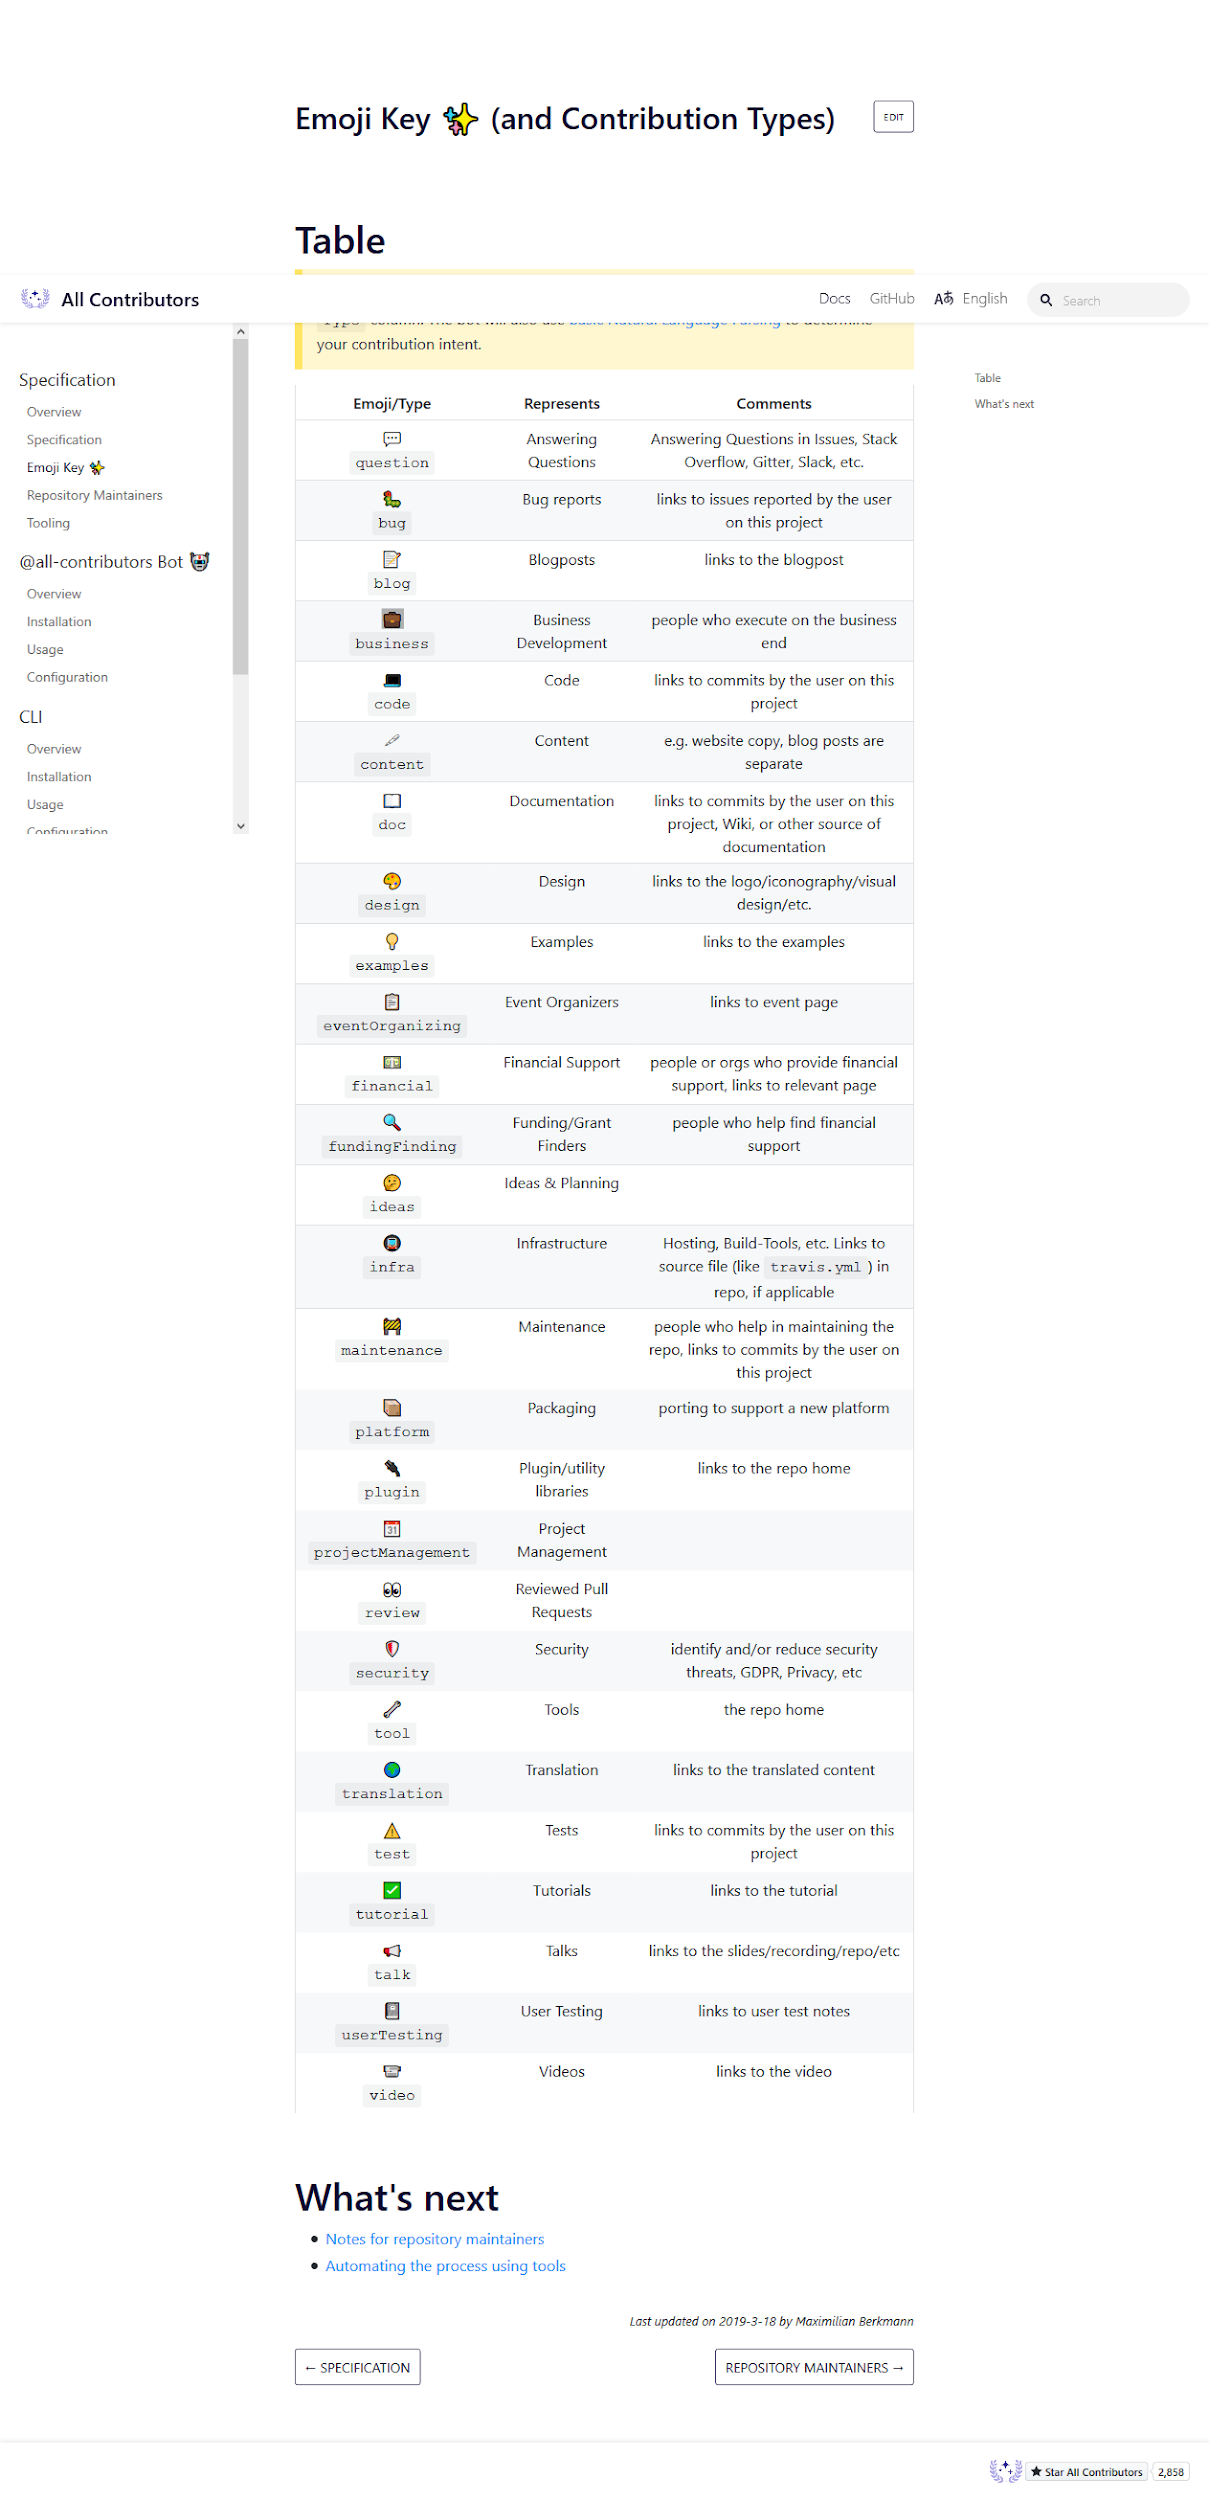 Emoji Key ✨ (and Contribution Types)
EDIT
Table
All Contributors
Docs
GitHub
English
Search
your contribution intent.
Specification
Overview
Specification
Emoji Key ✨
Repository Maintainers
Tooling
@all-contributors Bot 🤖
Overview
Installation
Usage
Configuration
CLI
Overview
Installation
Usage
Configuration
Table
What's next
Emoji/Type Represents Comments
question
Answering
Questions
Answering Questions in Issues, Stack
Overflow, Gitter, Slack, etc.
bug
Bug reports
links to issues reported by the user
on this project
blog
Blogposts
links to the blogpost
business
Business
Development
people who execute on the business
end
code
Code
links to commits by the user on this
project
content
Content
e.g. website copy, blog posts are
separate
doc
Documentation
links to commits by the user on this
project, Wiki, or other source of
documentation
design
Design
links to the logo/iconography/visual
design/etc.
examples
Examples
links to the examples
eventOrganizing
Event Organizers
links to event page
financial
Financial Support
people or orgs who provide financial
support, links to relevant page
fundingFinding
Funding/Grant
Finders
people who help find financial
support
ideas
Ideas & Planning
infra
Infrastructure
Hosting, Build-Tools, etc. Links to
source file (like travis.yml ) in
repo, if applicable
maintenance
Maintenance
people who help in maintaining the
repo, links to commits by the user on
this project
platform
Packaging
porting to support a new platform
plugin
Plugin/utility
libraries
links to the repo home
31
projectManagement
Project
Management
review
Reviewed Pull
Requests
security
Security
identify and/or reduce security
threats, GDPR, Privacy, etc
tool
Tools
the repo home
translation
Translation
links to the translated content
test
Tests
links to commits by the user on this
project
tutorial
Tutorials
links to the tutorial
talk
Talks
links to the slides/recording/repo/etc
userTesting
User Testing
links to user test notes
video
Videos
links to the video
What's next
Notes for repository maintainers
Automating the process using tools
Last updated on 2019-3-18 by Maximilian Berkmann
← SPECIFICATION
REPOSITORY MAINTAINERS →
Star All Contributors
2,858